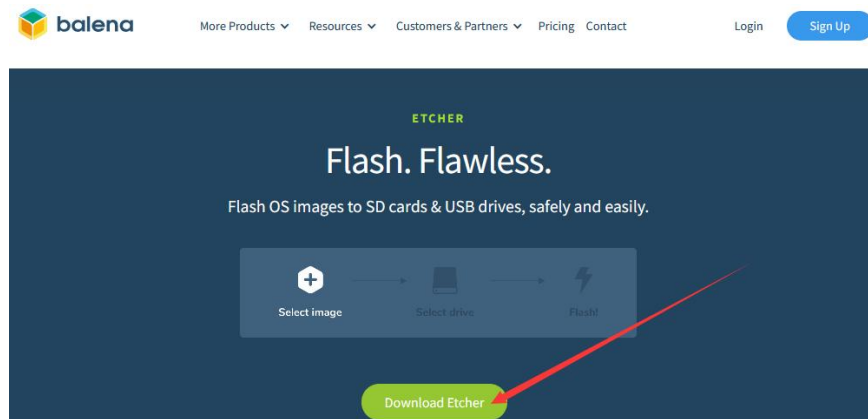 balena More Products Resources Customers & Partners Pricing Contact Login Sign Up
ETCHER
Flash. Flawless.
Flash OS images to SD cards & USB drives, safely and easily.
Select image Select drive Flash!
Download Etcher